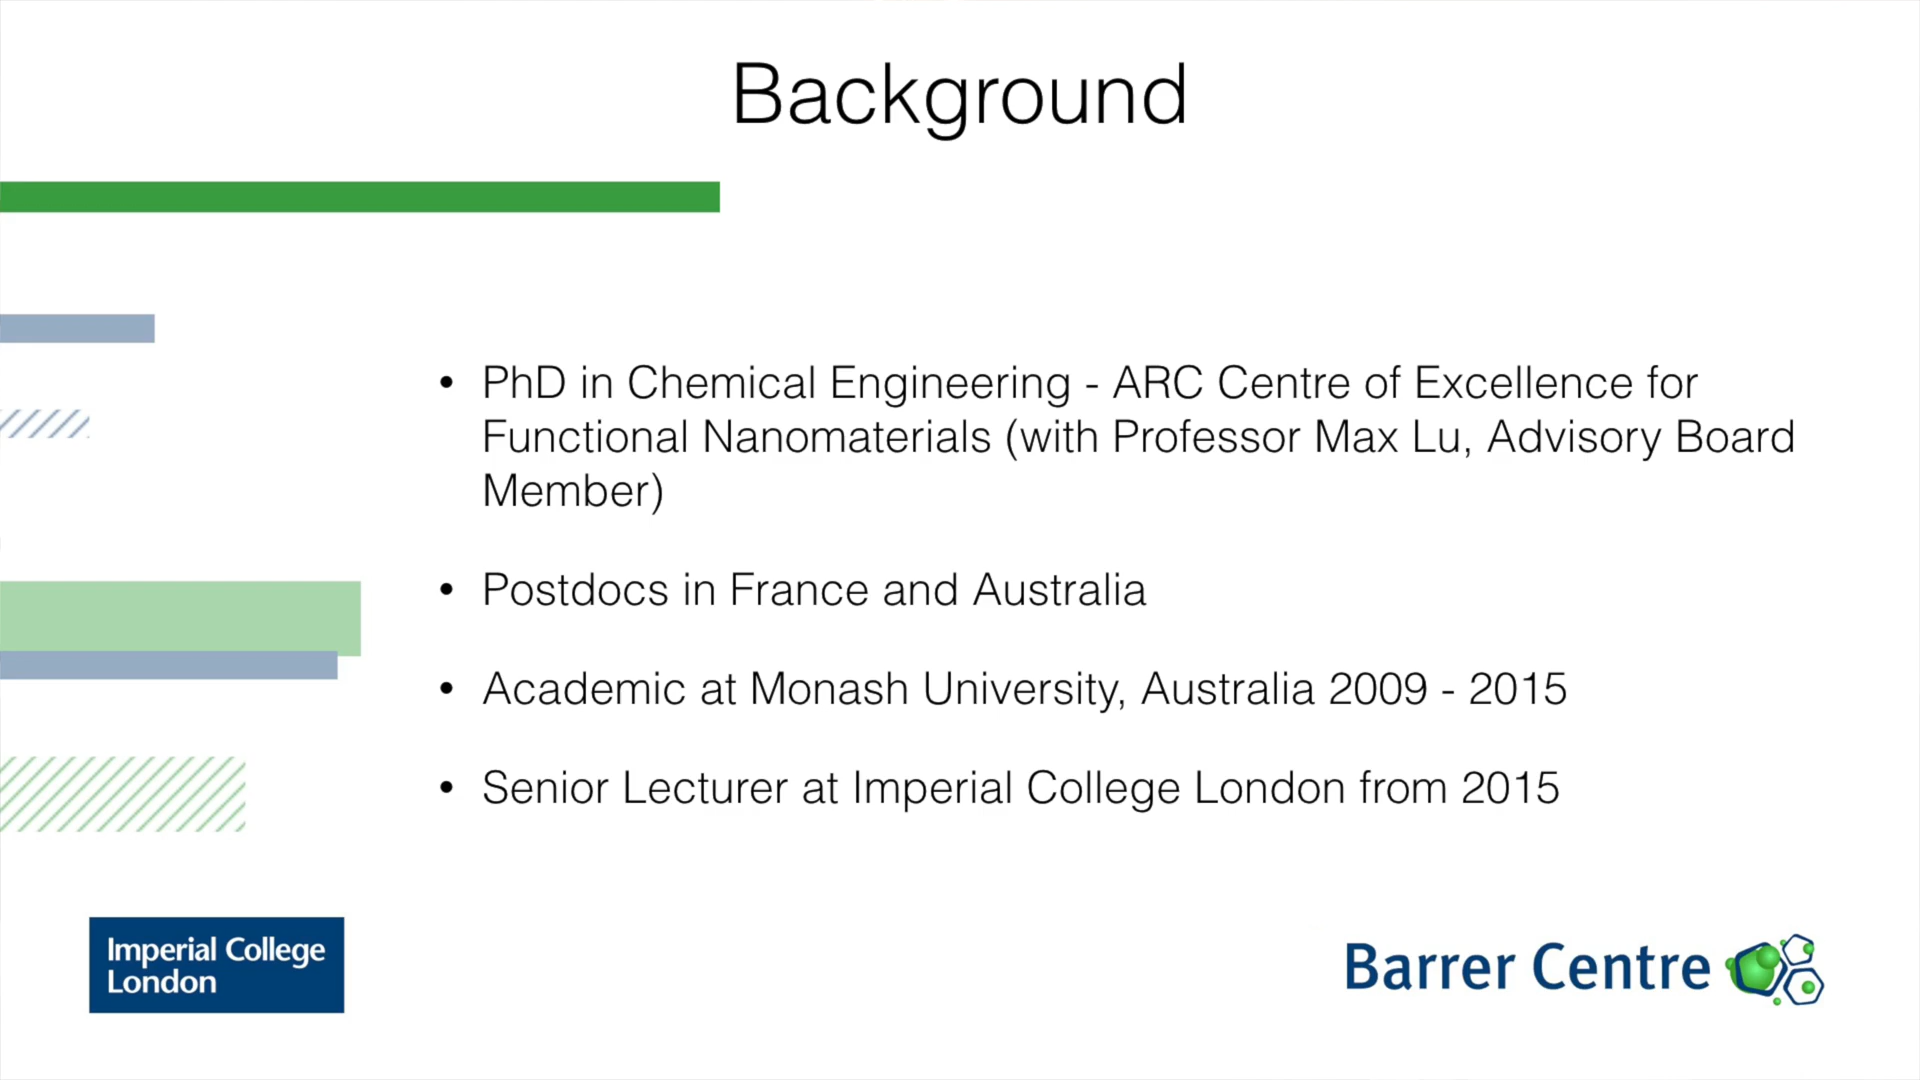 Background
• PhD in Chemical Engineering - ARC Centre of Excellence for
Functional Nanomaterials (with Professor Max Lu, Advisory Board
Member)
• Postdocs in France and Australia
• Academic at Monash University, Australia 2009 - 2015
• Senior Lecturer at Imperial College London from 2015
Imperial College
London
Barrer Centre